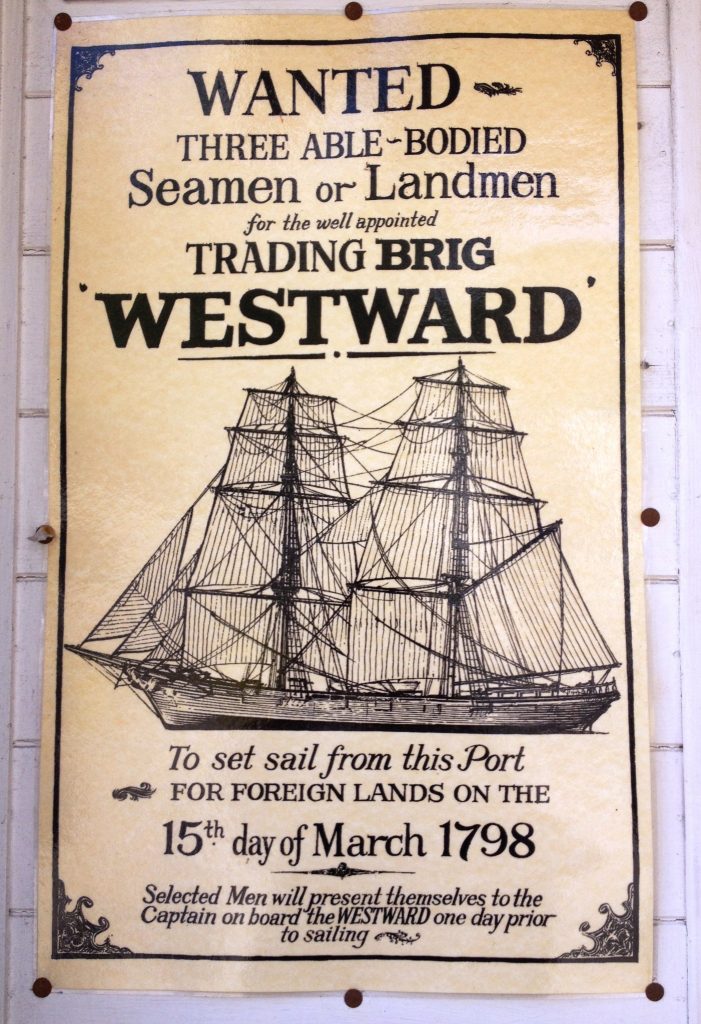 WANTED
THREE ABLE-BODIED
Seamen or Landmen
for the well appointed
TRADING BRIG
'WESTWARD'
To set sail from this Port
FOR FOREIGN LANDS ON THE
15th day of March 1798
Selected Men will present themselves to the
Captain on board the WESTWARD one day prior
to sailing